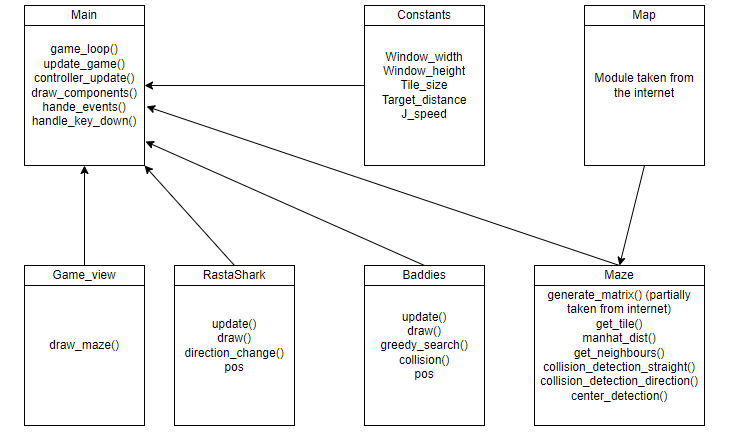 Main
game_loop()
update_game()
controller_update()
draw_components()
hande_events()
handle_key_down()
Constants
Window_width
Window_height
Tile_size
Target_distance
J_speed
Map
Module taken from
the internet
Game_view
draw_maze()
RastaShark
update()
draw()
direction_change()
pos
Baddies
update()
draw()
greedy_search()
collision()
pos
Maze
generate_matrix() (partially
taken from internet)
get_tile()
manhat_dist()
get_neighbours()
collision_detection_straight()
collision_detection_direction()
center_detection()